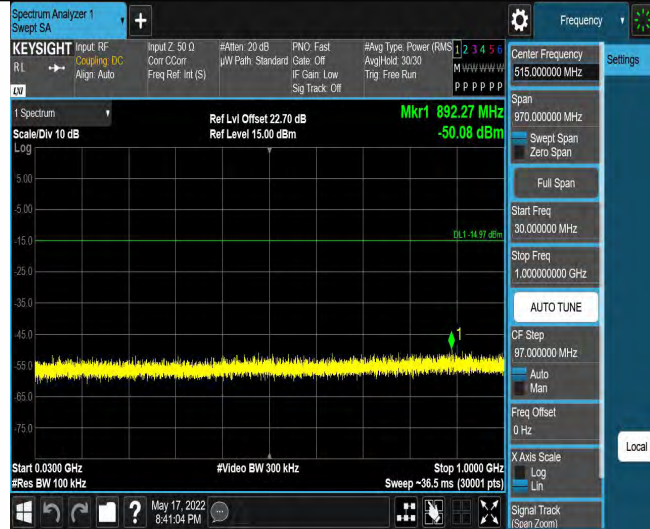 Spectrum Analyzer 1
Swept SA
+
Frequency
KEYSIGHT
RL
LXI
Input: RF
Coupling: DC
Align: Auto
Input Z: 50 Ω
Corr CCorr
Freq Ref: Int (S)
#Atten: 20 dB
µW Path: Standard
PNO: Fast
Gate: Off
IF Gain: Low
Sig Track: Off
#Avg Type: Power (RMS)
Avg|Hold: 30/30
Trig: Free Run
1 2 3 4 5 6
M W W W W W
P P P P P P
1 Spectrum
Scale/Div 10 dB
Log
Ref Lvl Offset 22.70 dB
Ref Level 15.00 dBm
Mkr1 892.27 MHz
-50.08 dBm
5.00
-5.00
-15.0
DL1 -14.97 dBm
-25.0
-35.0
-45.0
1
-55.0
-65.0
-75.0
Start 0.0300 GHz
#Res BW 100 kHz
#Video BW 300 kHz
Stop 1.0000 GHz
Sweep ~36.5 ms (30001 pts)
?
May 17, 2022
8:41:04 PM
Center Frequency
515.000000 MHz
Settings
Span
970.000000 MHz
Swept Span
Zero Span
Full Span
Start Freq
30.000000 MHz
Stop Freq
1.000000000 GHz
AUTO TUNE
CF Step
97.000000 MHz
Auto
Man
Freq Offset
0 Hz
X Axis Scale
Log
Lin
Local
Signal Track
(Span Zoom)